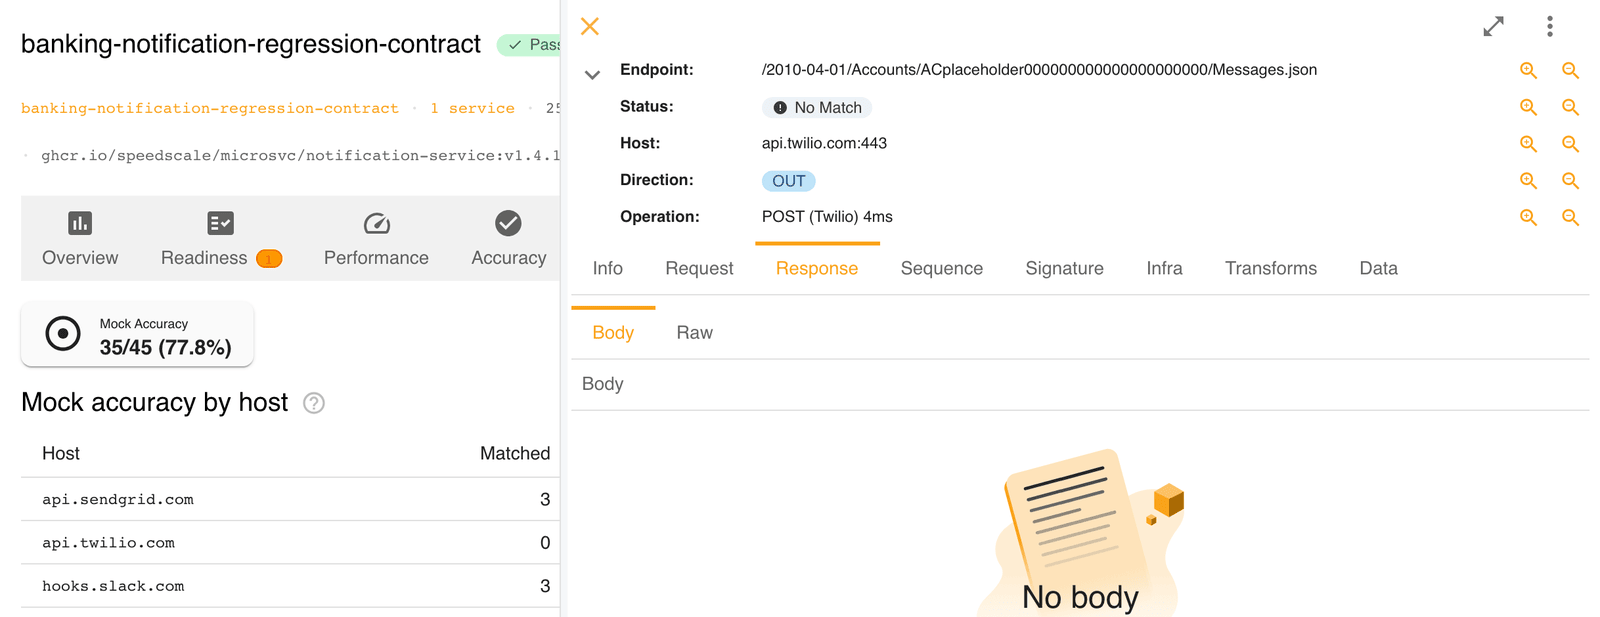 banking-notification-regression-contract
banking-notification-regression-contract · 1 service ·
· ghcr.io/speedscale/microsvc/notification-service:v1.4.1
Overview
Readiness 1
Performance
Accuracy
Mock Accuracy
35/45 (77.8%)
Mock accuracy by host ?
Host Matched
api.sendgrid.com 3
api.twilio.com 0
hooks.slack.com 3
Endpoint: /2010-04-01/Accounts/ACplaceholder000000000000000000000/Messages.json
Status: No Match
Host: api.twilio.com:443
Direction: OUT
Operation: POST (Twilio) 4ms
Info Request Response Sequence Signature Infra Transforms Data
Body Raw
Body
No body